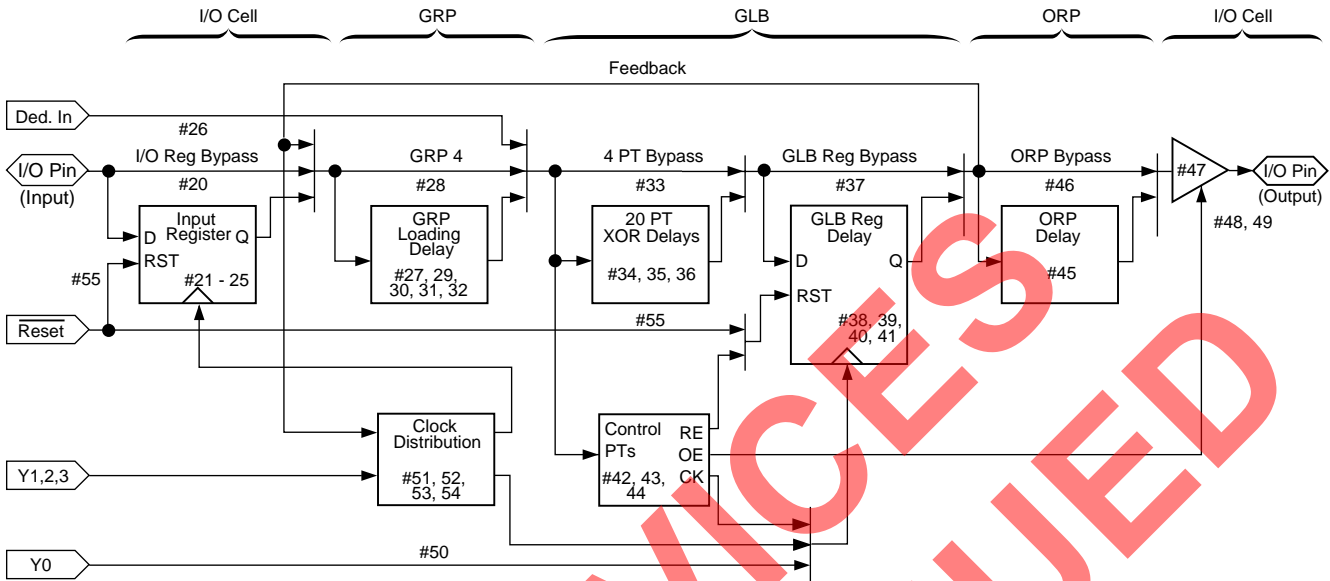 I/O Cell
GRP
GLB
ORP
I/O Cell
Feedback
Ded. In
#26
I/O Pin
(Input)
I/O Reg Bypass
#20
GRP 4
#28
4 PT Bypass
#33
GLB Reg Bypass
#37
ORP Bypass
#46
#47
I/O Pin
(Output)
#48, 49
Input
Register
D
Q
RST
#21 - 25
#55
GRP
Loading
Delay
#27, 29,
30, 31, 32
20 PT
XOR Delays
#34, 35, 36
GLB Reg
Delay
D
Q
RST
#38, 39,
40, 41
ORP
Delay
#45
Reset
#55
Clock
Distribution
#51, 52,
53, 54
Control
PTs
#42, 43,
44
RE
OE
CK
Y1,2,3
Y0
#50
VICES
UED